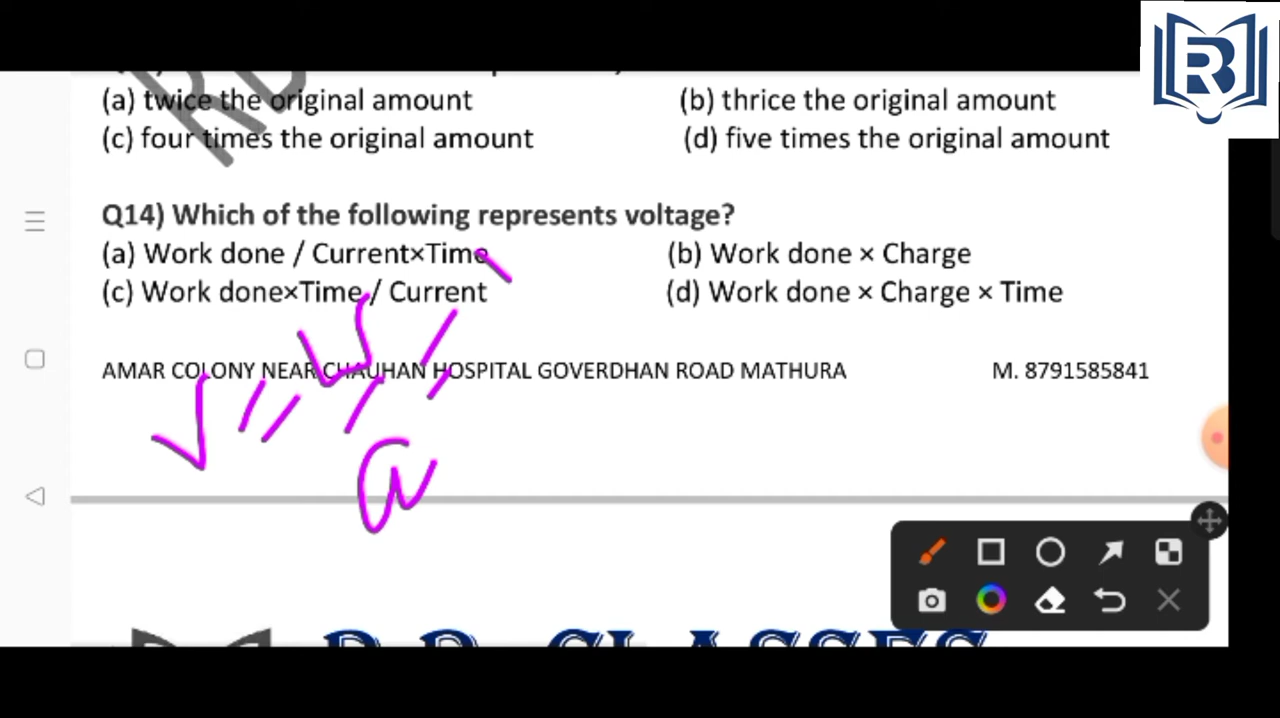 (a) twice the original amount (b) thrice the original amount
(c) four times the original amount (d) five times the original amount
Q14) Which of the following represents voltage?
(a) Work done / Current×Time (b) Work done × Charge
(c) Work done×Time / Current (d) Work done × Charge × Time
AMAR COLONY NEAR CHAUHAN HOSPITAL GOVERDHAN ROAD MATHURA M. 8791585841
V =
R.B. CLASSES